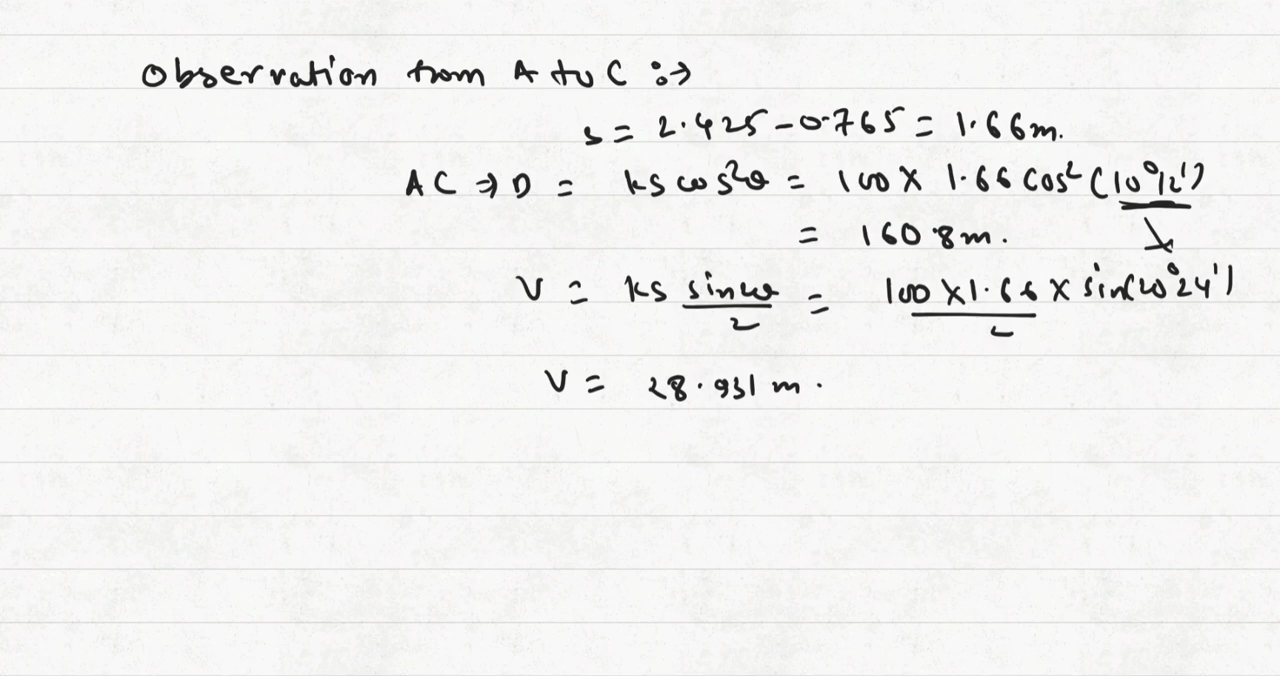 Observation from A to C :→
s = 2.425 - 0.765 = 1.66m.
AC ⇒ D = ks cos²θ = 100 × 1.66 cos² (10°12')
= 160.8m.
V = ks sin2θ/2 = 100 × 1.66/2 × sin(20°24')
V = 28.931 m.